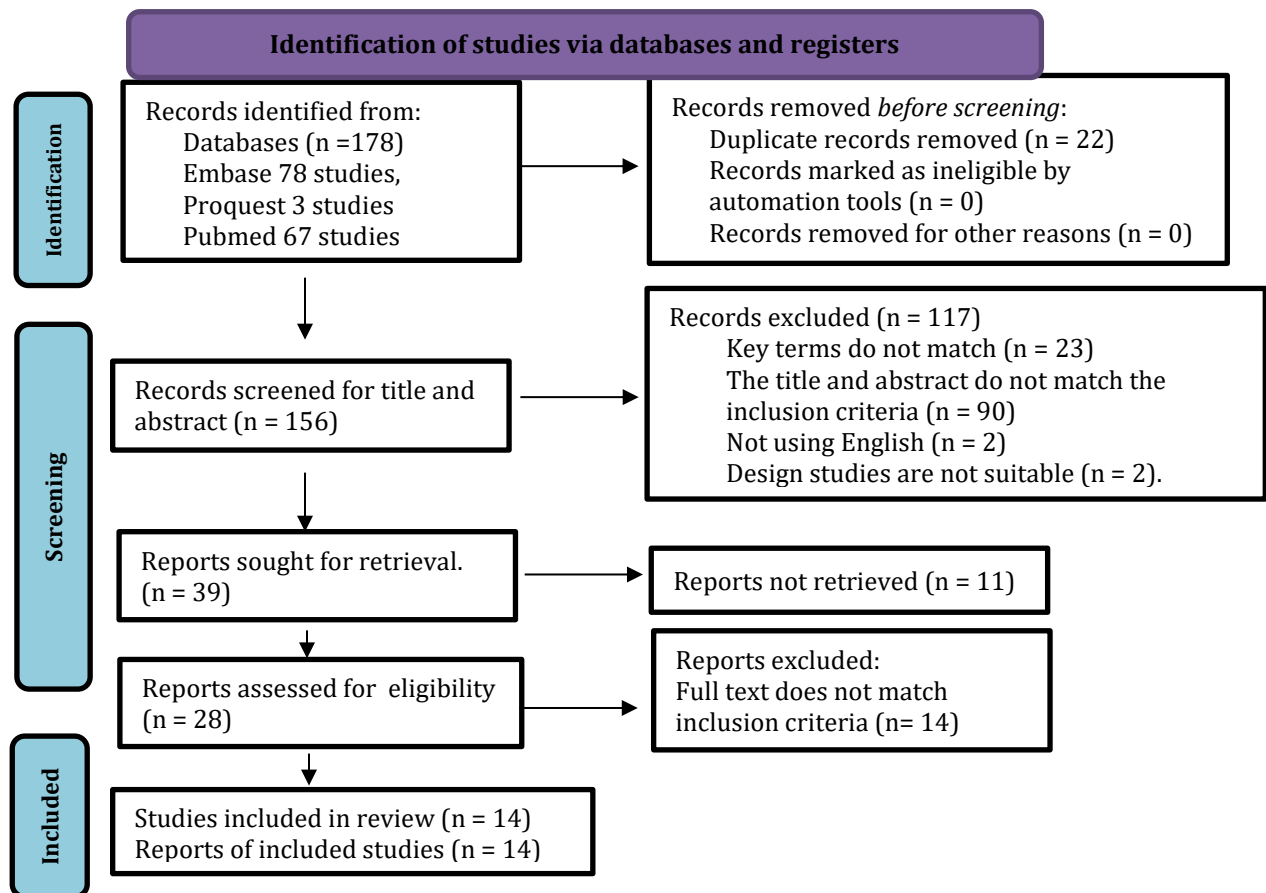 Identification of studies via databases and registers
Identification
Records identified from:
Databases (n =178)
Embase 78 studies,
Proquest 3 studies
Pubmed 67 studies
Records removed before screening:
Duplicate records removed (n = 22)
Records marked as ineligible by
automation tools (n = 0)
Records removed for other reasons (n = 0)
Screening
Records screened for title and
abstract (n = 156)
Records excluded (n = 117)
Key terms do not match (n = 23)
The title and abstract do not match the
inclusion criteria (n = 90)
Not using English (n = 2)
Design studies are not suitable (n = 2).
Reports sought for retrieval.
(n = 39)
Reports not retrieved (n = 11)
Reports assessed for eligibility
(n = 28)
Reports excluded:
Full text does not match
inclusion criteria (n= 14)
Included
Studies included in review (n = 14)
Reports of included studies (n = 14)